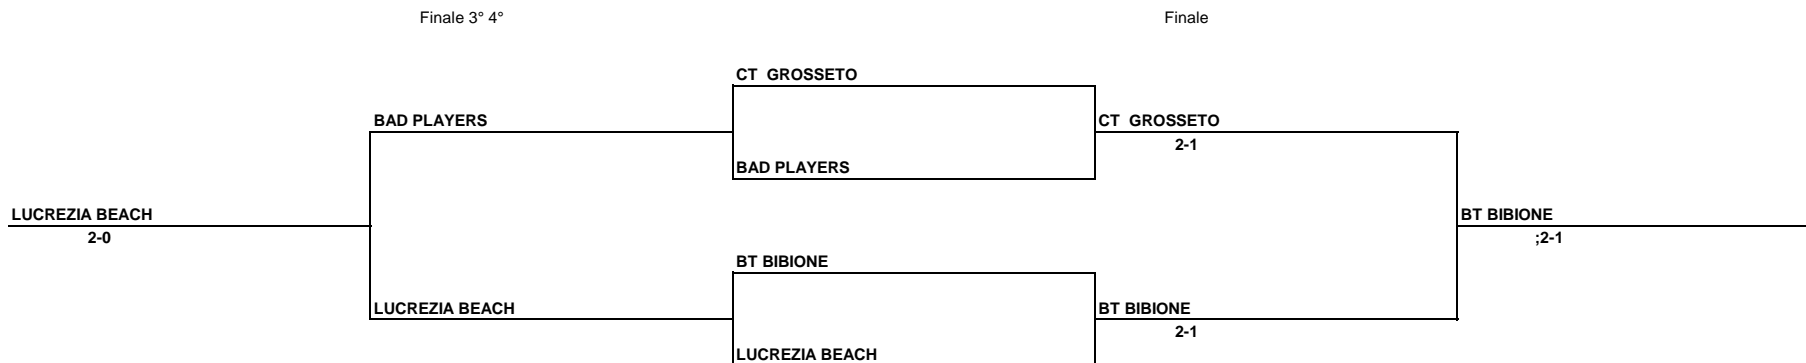 Finale 3° 4°
Finale
CT  GROSSETO
BAD PLAYERS
CT  GROSSETO
2-1
BAD PLAYERS
LUCREZIA BEACH
BT BIBIONE
2-0
;2-1
BT BIBIONE
LUCREZIA BEACH
BT BIBIONE
2-1
LUCREZIA BEACH